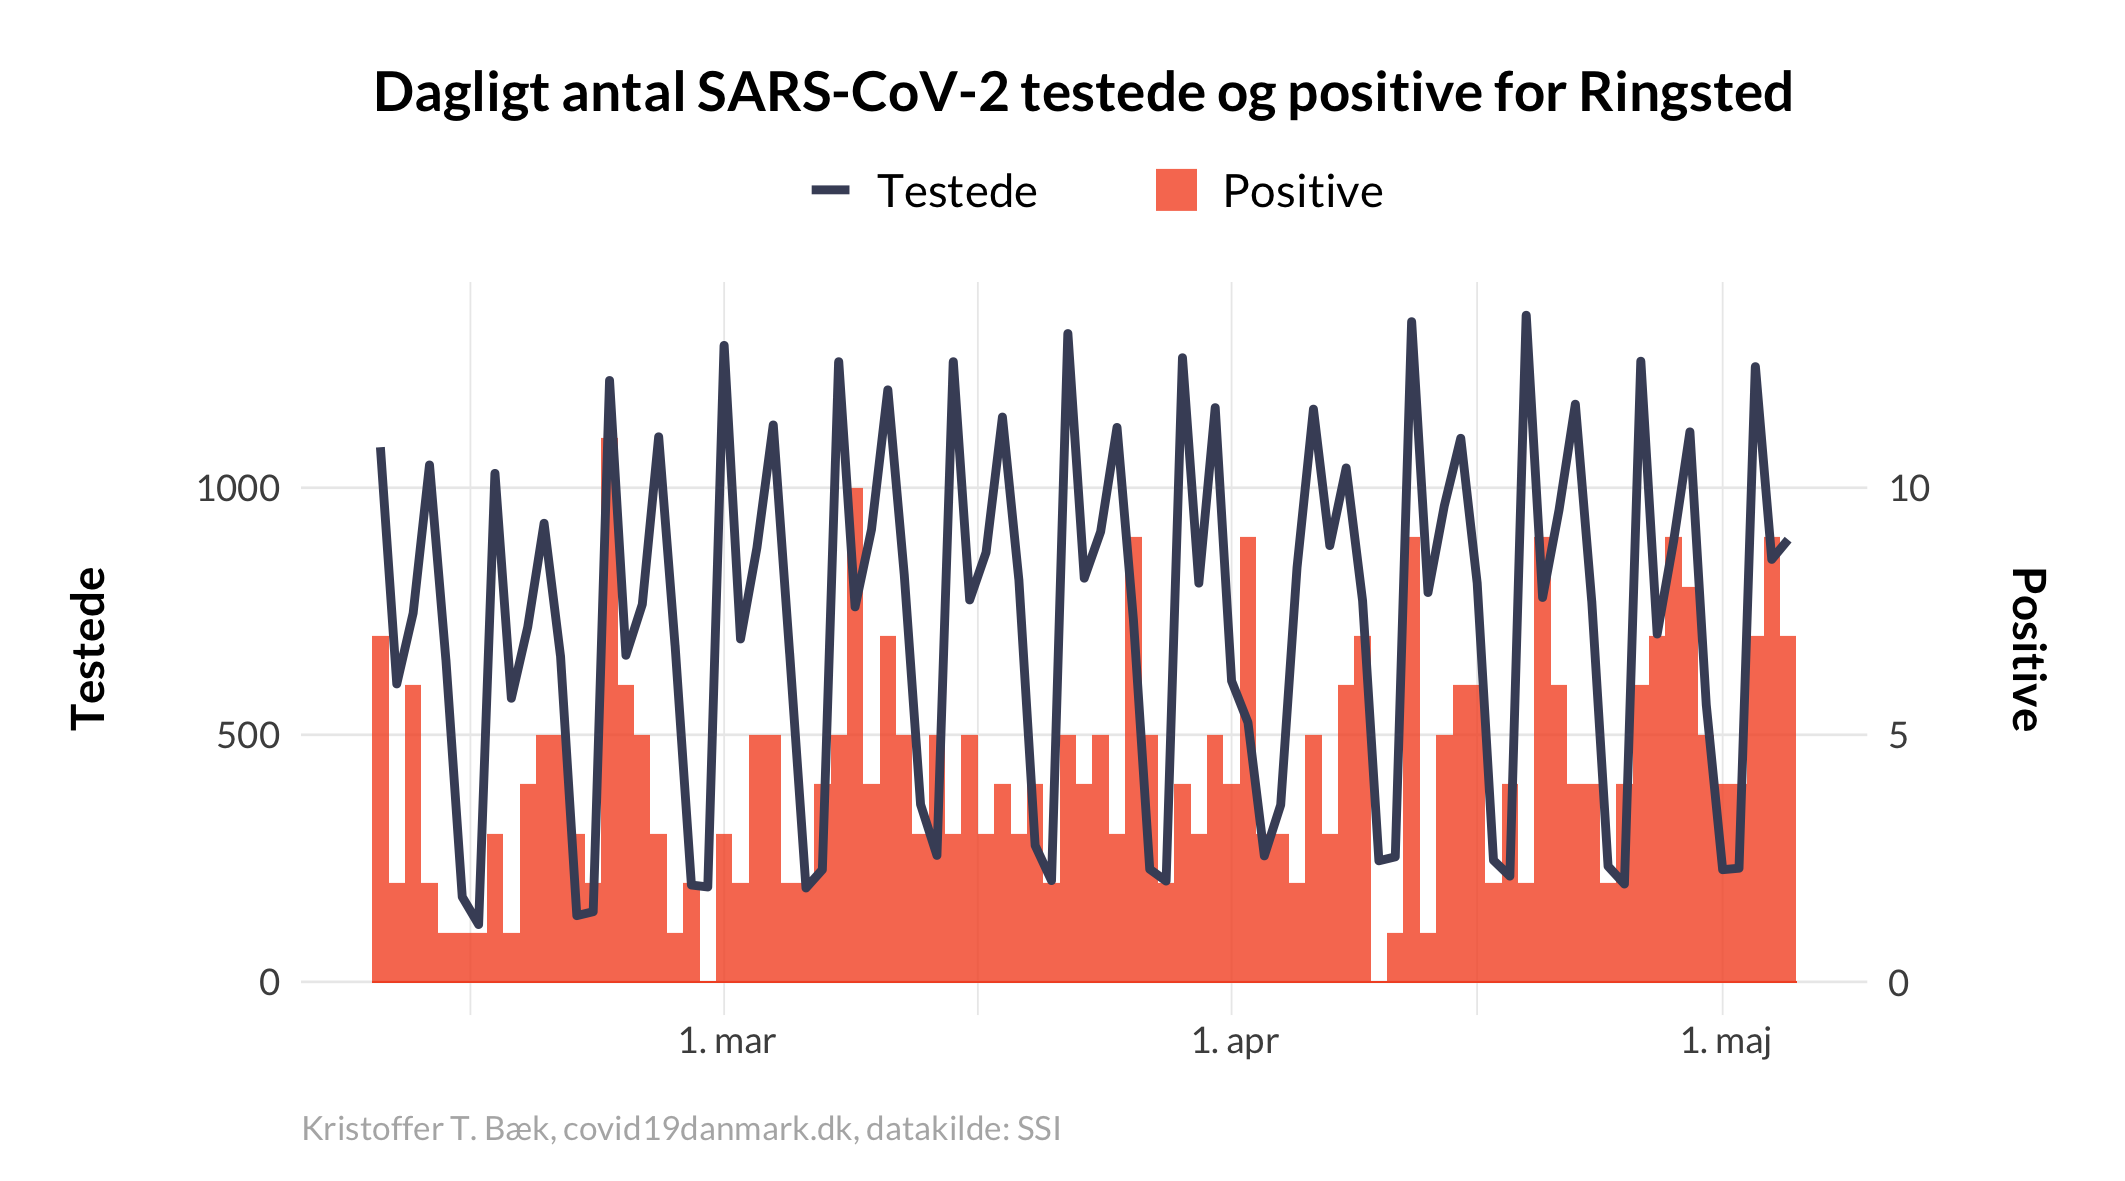 Dagligt antal SARS-CoV-2 testede og positive for Ringsted
Testede
Positive
Testede
1000
500
0
10
5
0
Positive
1. mar
1. apr
1. maj
Kristoffer T. Bæk, covid19danmark.dk, datakilde: SSI